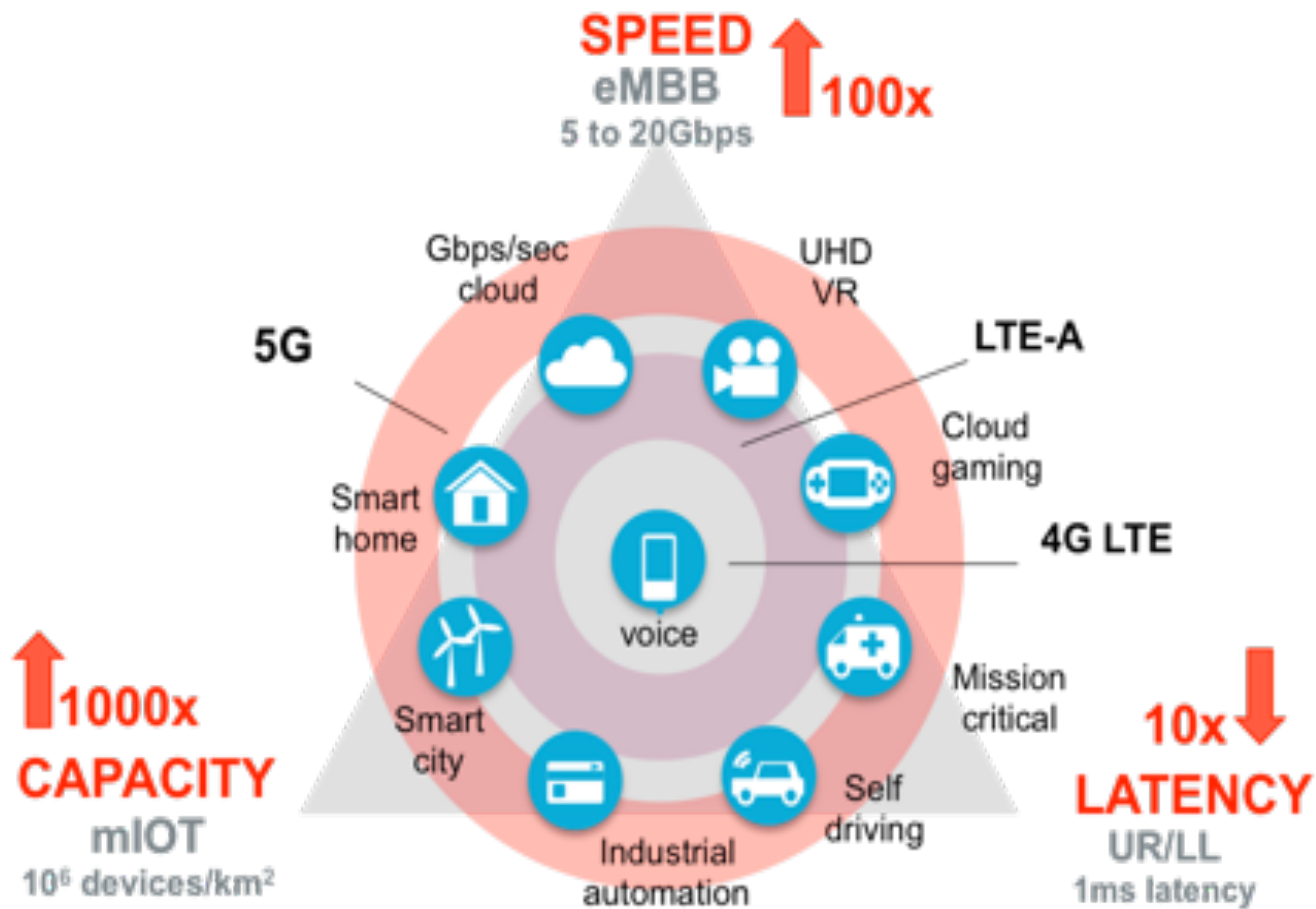 SPEED
eMBB
5 to 20Gbps
100x
Gbps/sec
cloud
UHD
VR
5G
LTE-A
Cloud
gaming
Smart
home
4G LTE
voice
Mission
critical
1000x
CAPACITY
mIOT
10⁶ devices/km²
Smart
city
10x
LATENCY
UR/LL
1ms latency
Self
driving
Industrial
automation